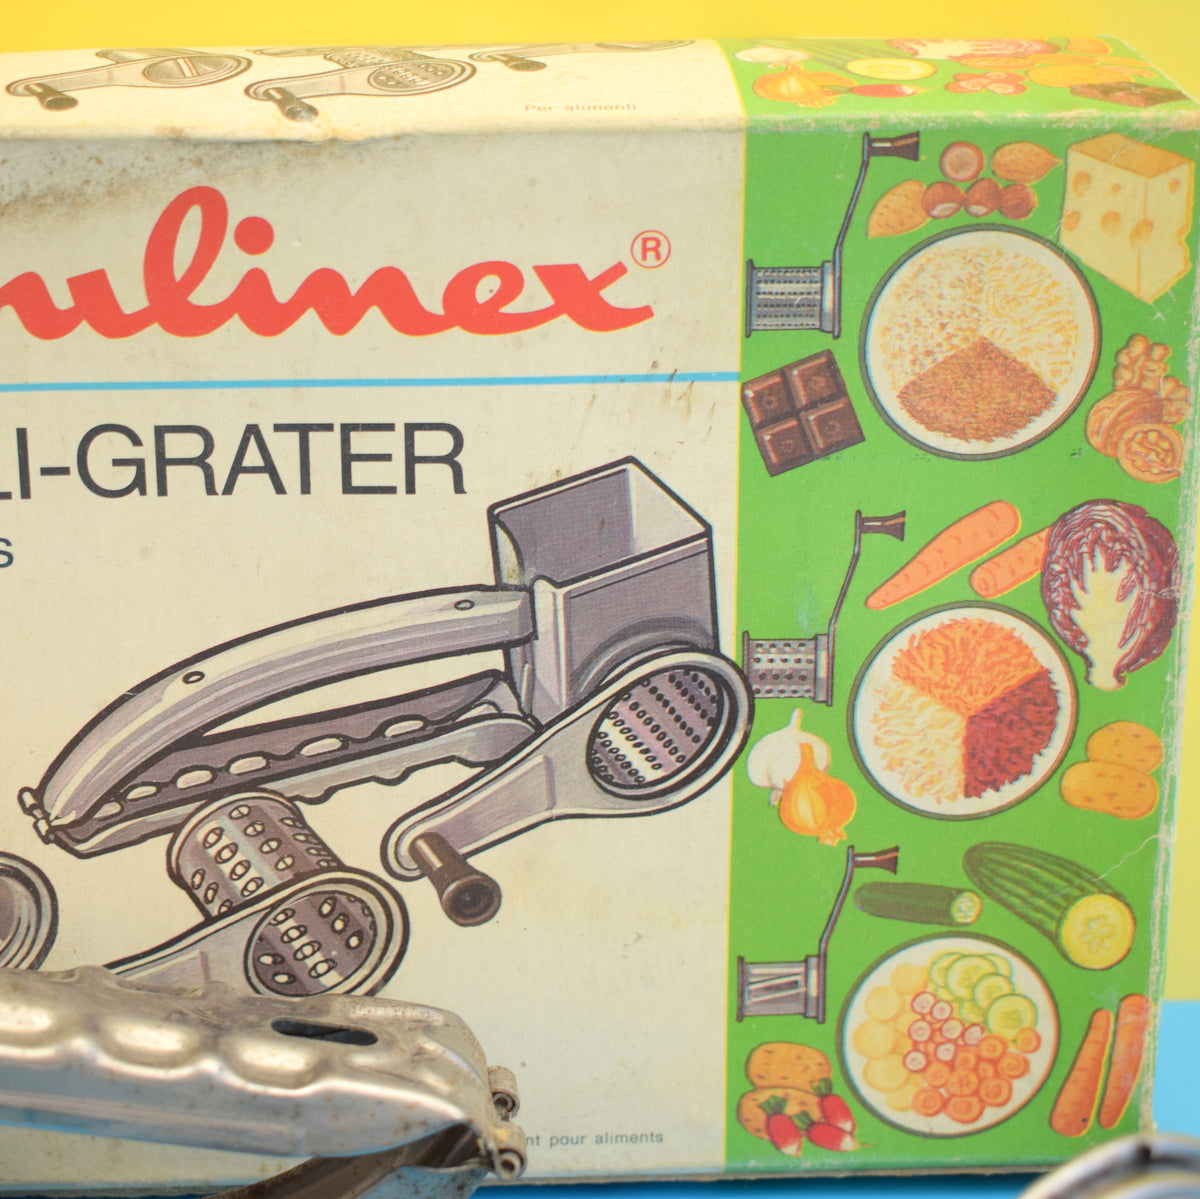 Per alimenti
ulinex®
LI-GRATER
s
nt pour aliments